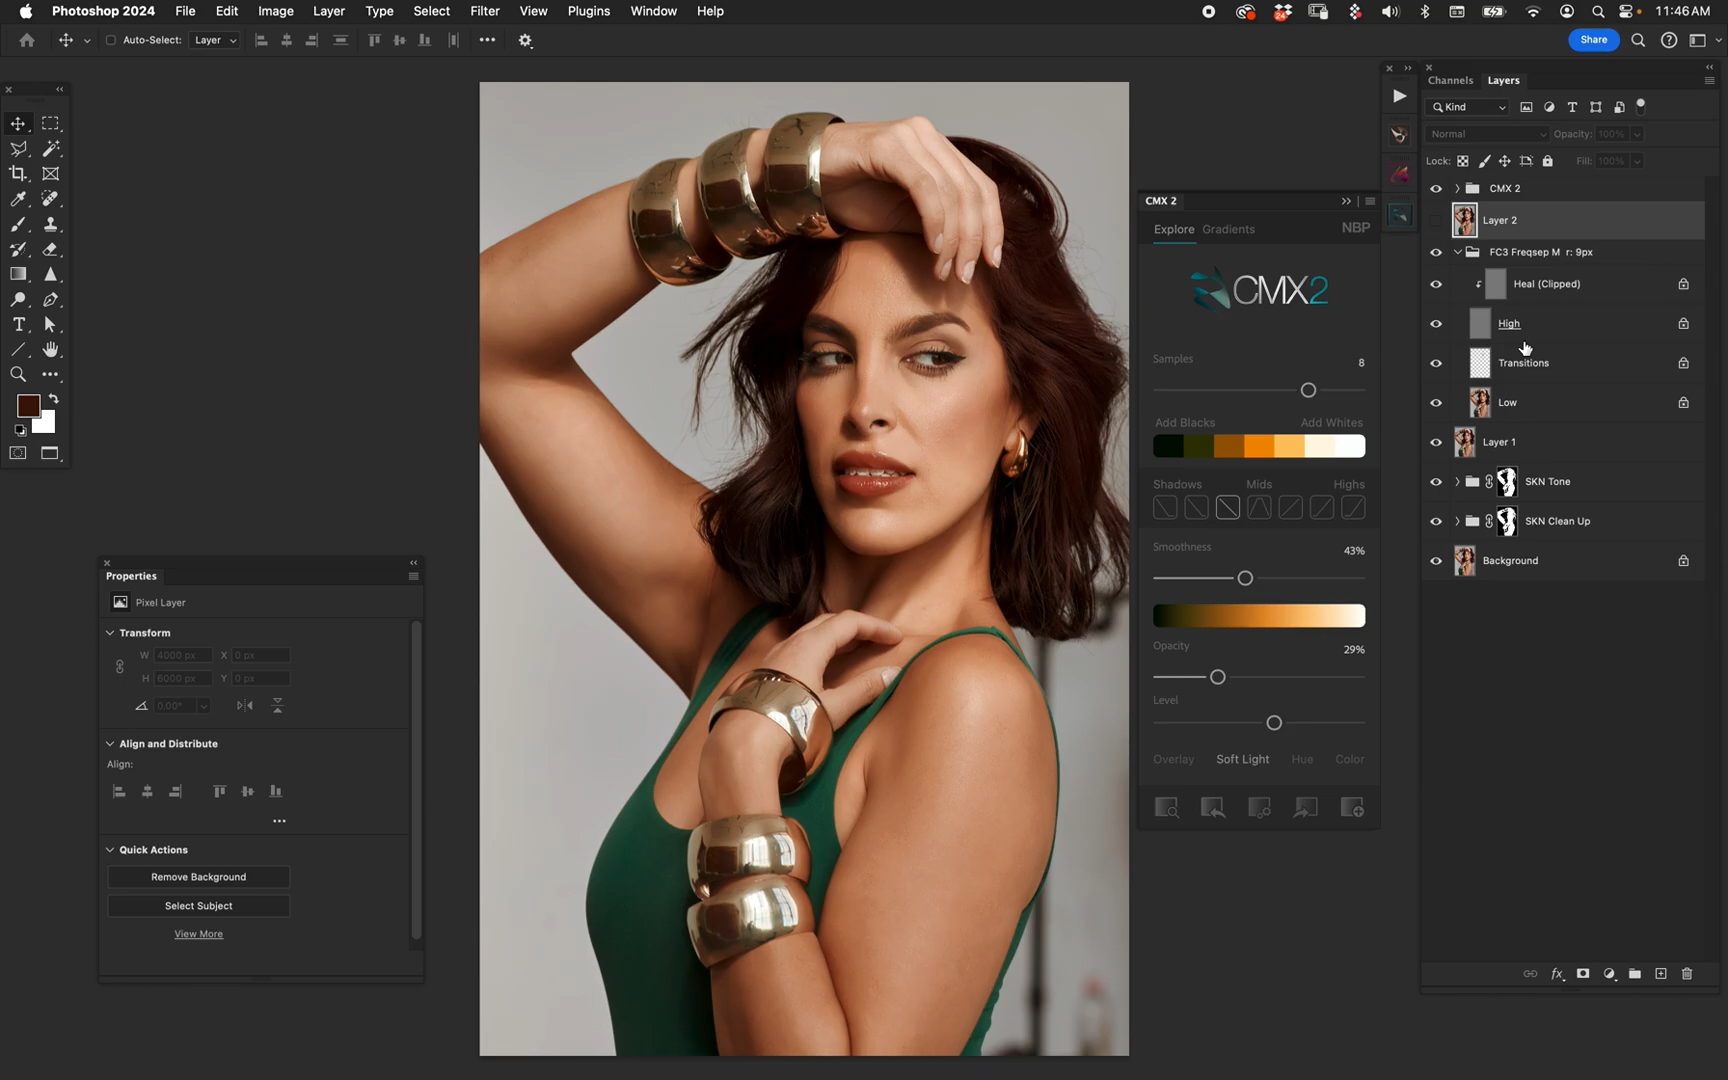 Photoshop 2024 File Edit Image Layer Type Select Filter View Plugins Window Help 11:46 AM
Auto-Select: Layer Share
Channels Layers
Kind
Normal Opacity: 100%
Lock: Fill: 100%
CMX 2
Layer 2
FC3 Freqsep M r: 9px
Heal (Clipped)
High
Transitions
Low
Layer 1
SKN Tone
SKN Clean Up
Background
CMX 2
Explore Gradients NBP
CMX2
Samples 8
Add Blacks Add Whites
Shadows Mids Highs
Smoothness 43%
Opacity 29%
Level
Overlay Soft Light Hue Color
Properties
Pixel Layer
Transform
W 4000 px X 0 px
H 6000 px Y 0 px
0.00°
Align and Distribute
Align:
Quick Actions
Remove Background
Select Subject
View More